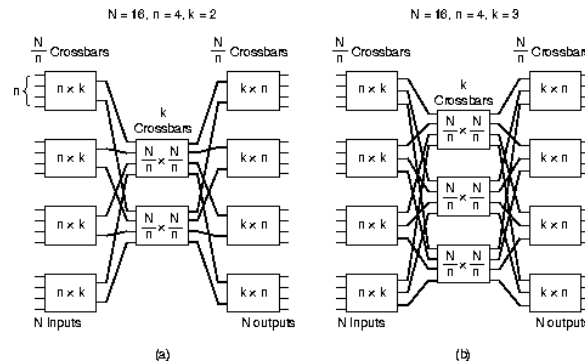 N = 16, n = 4, k = 2
N/n Crossbars
N/n Crossbars
n
n × k
k × n
k
Crossbars
n × k
N/n × N/n
k × n
n × k
N/n × N/n
k × n
n × k
k × n
N Inputs
N outputs
(a)
N = 16, n = 4, k = 3
N/n Crossbars
N/n Crossbars
n × k
k × n
k
Crossbars
N/n × N/n
n × k
k × n
N/n × N/n
n × k
k × n
N/n × N/n
n × k
k × n
N Inputs
N outputs
(b)